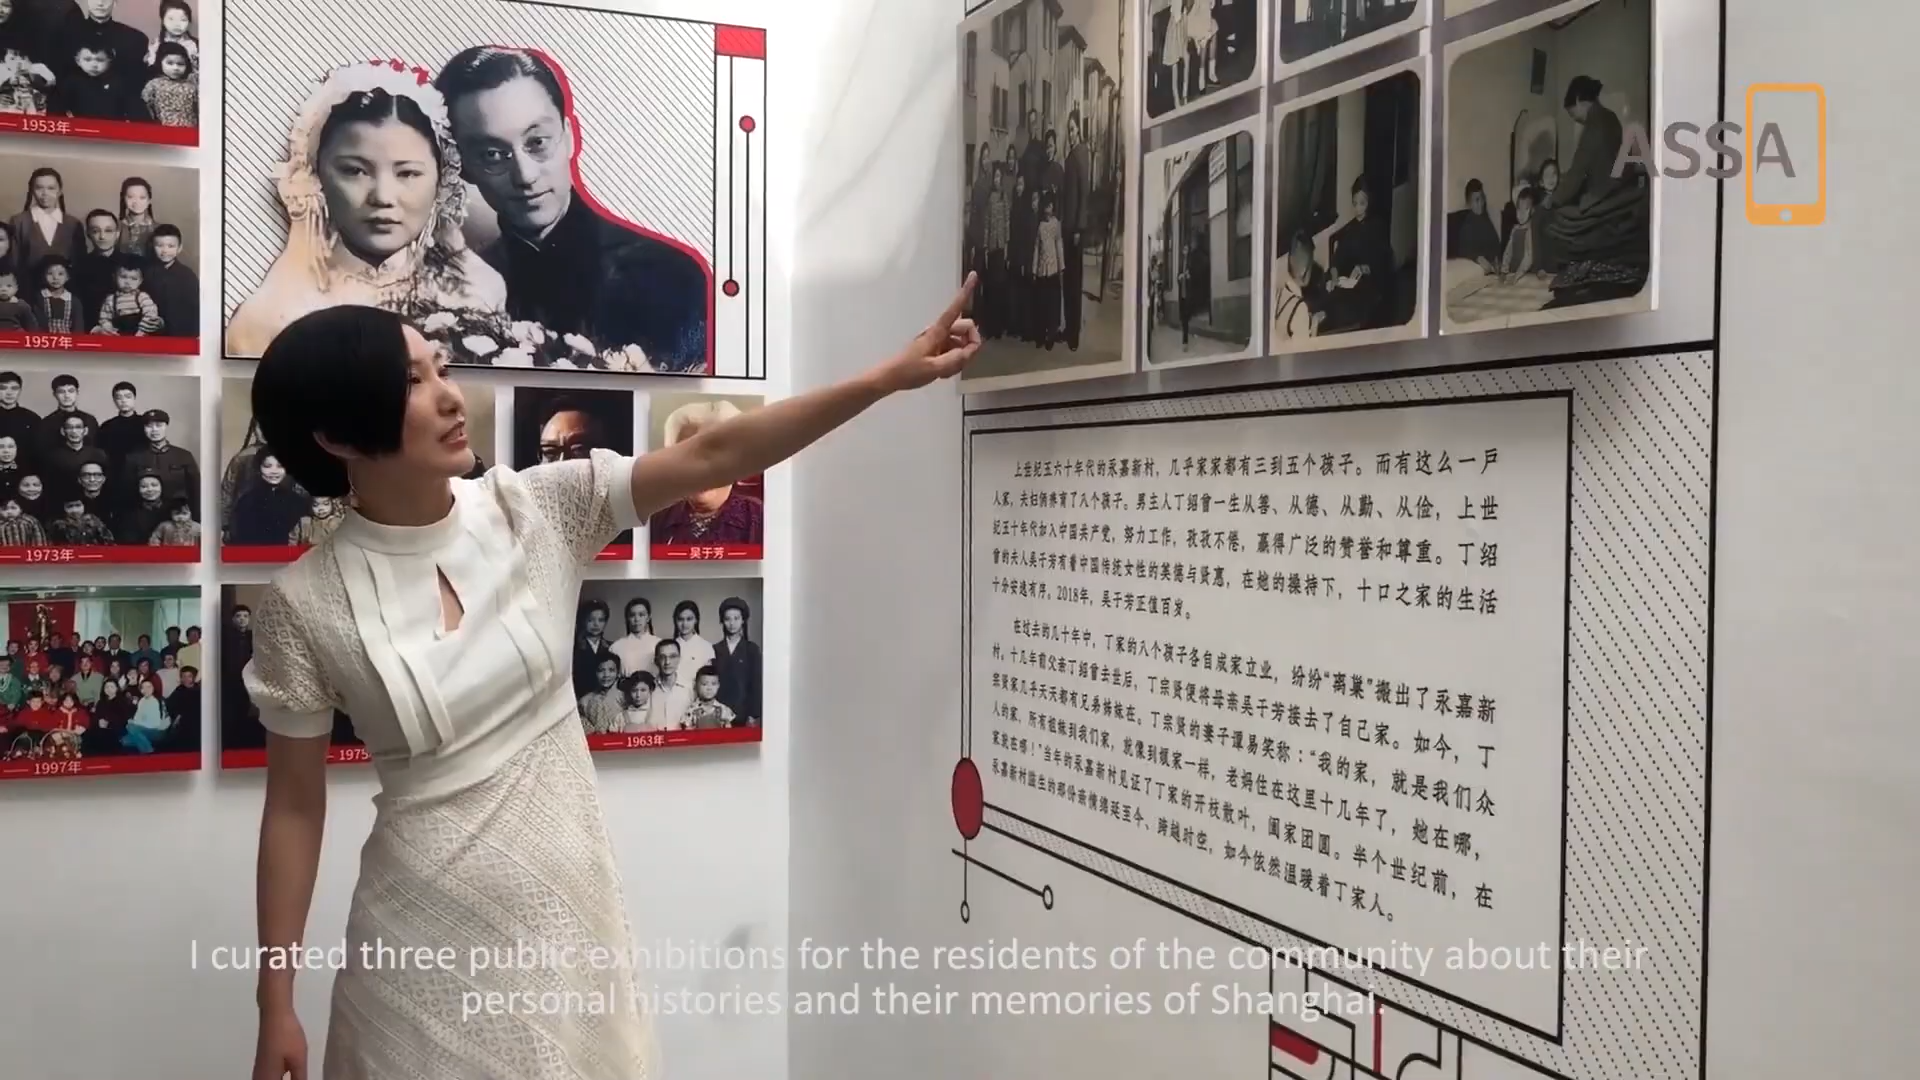 1953年
1957年
1973年
1997年
1975
吴于芳
1963年
ASSA
上世纪五六十年代的永嘉新村，几乎家家都有三到五个孩子。而有这么一户
人家，夫妇俩养育了八个孩子。男主人丁绍曾一生从善、从德、从勤、从俭，上世
纪五十年代加入中国共产党，努力工作，孜孜不倦，赢得广泛的赞誉和尊重。丁绍
曾的夫人吴于芳有着中国传统女性的美德与贤惠，在她的操持下，十口之家的生活
十分安逸有序。2018年，吴于芳正值百岁。
在过去的几十年中，丁家的八个孩子各自成家立业，纷纷“离巢”搬出了永嘉新
村。十几年前父亲丁绍曾去世后，丁宗贤便将母亲吴于芳接去了自己家。如今，丁
宗贤家几乎天天都有兄弟姊妹在。丁宗贤的妻子谭易笑称：“我的家，就是我们众
人的家，所有姐妹到我们家，就像到娘家一样，老妈住在这里十几年了，她在哪，
家就在哪！”当年的永嘉新村见证了丁家的开枝散叶，阖家团圆。半个世纪前，在
永嘉新村滋生的那份亲情绵延至今、跨越时空，如今依然温暖着丁家人。
I curated three public exhibitions for the residents of the community about their
personal histories and their memories of Shanghai.